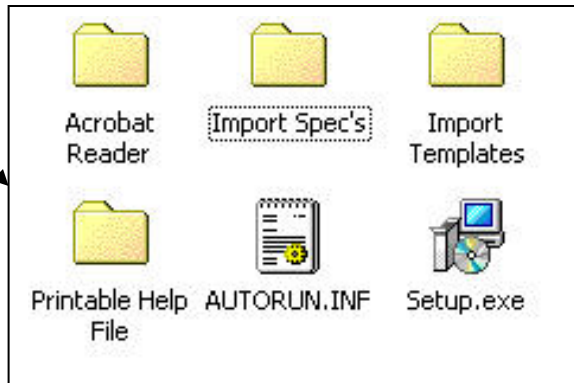 Acrobat
Reader
Import Spec's
Import
Templates
Printable Help
File
AUTORUN.INF
Setup.exe